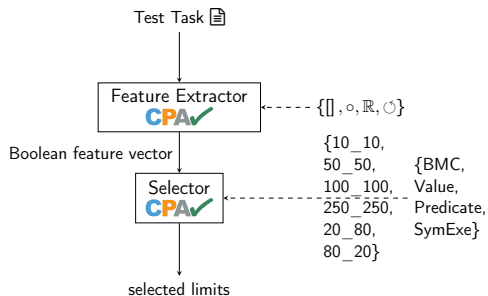 Test Task
Feature Extractor
CPA✓
{[], ∘, ℝ, ↺}
Boolean feature vector
Selector
CPA✓
{10_10,
50_50,
100_100,
250_250,
20_80,
80_20}
{BMC,
Value,
Predicate,
SymExe}
selected limits